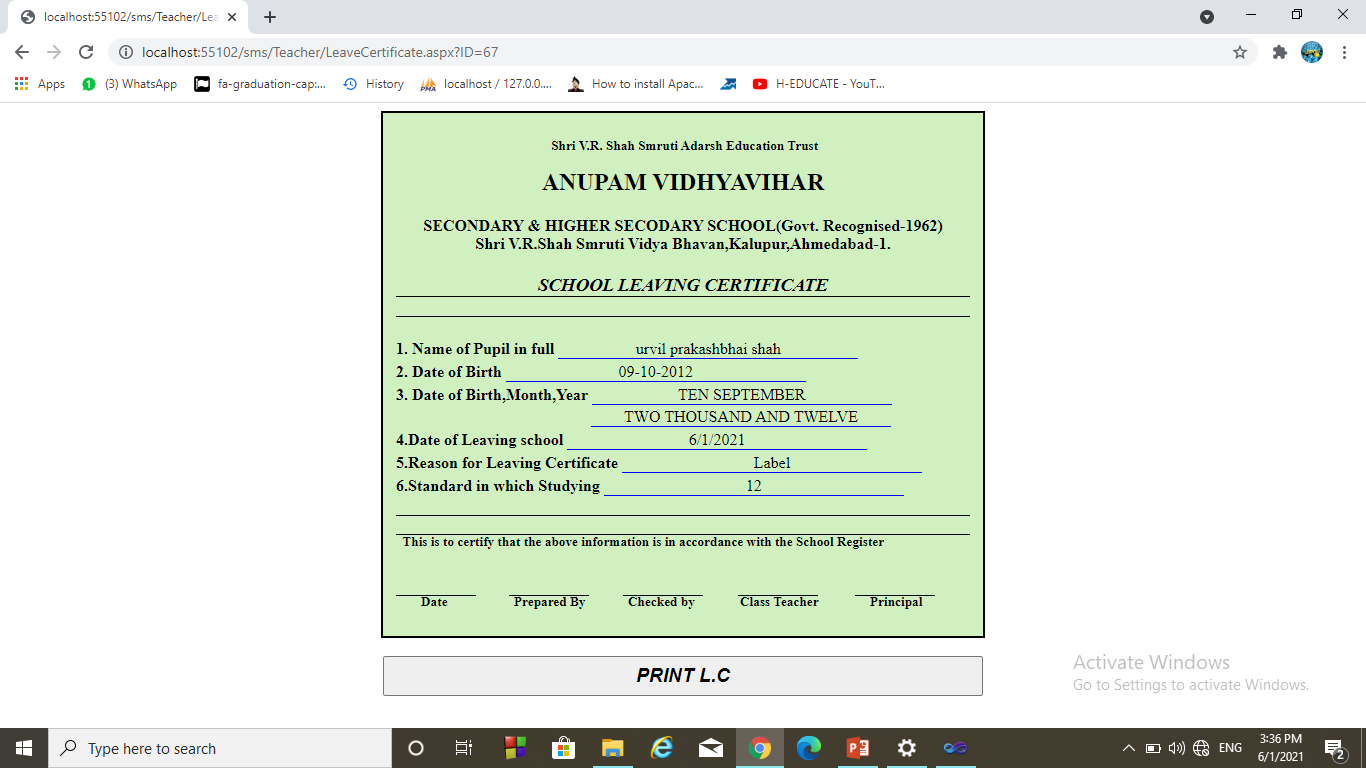 localhost:55102/sms/Teacher/Lea
localhost:55102/sms/Teacher/LeaveCertificate.aspx?ID=67
Apps
1 (3) WhatsApp
fa-graduation-cap:...
History
PMA localhost / 127.0.0....
How to install Apac...
H-EDUCATE - YouT...
Shri V.R. Shah Smruti Adarsh Education Trust
ANUPAM VIDHYAVIHAR
SECONDARY & HIGHER SECODARY SCHOOL(Govt. Recognised-1962)
Shri V.R.Shah Smruti Vidya Bhavan,Kalupur,Ahmedabad-1.
SCHOOL LEAVING CERTIFICATE
1. Name of Pupil in full urvil prakashbhai shah
2. Date of Birth 09-10-2012
3. Date of Birth,Month,Year TEN SEPTEMBER
TWO THOUSAND AND TWELVE
4.Date of Leaving school 6/1/2021
5.Reason for Leaving Certificate Label
6.Standard in which Studying 12
This is to certify that the above information is in accordance with the School Register
Date Prepared By Checked by Class Teacher Principal
PRINT L.C
Activate Windows
Go to Settings to activate Windows.
Type here to search
ENG
3:36 PM
6/1/2021
2